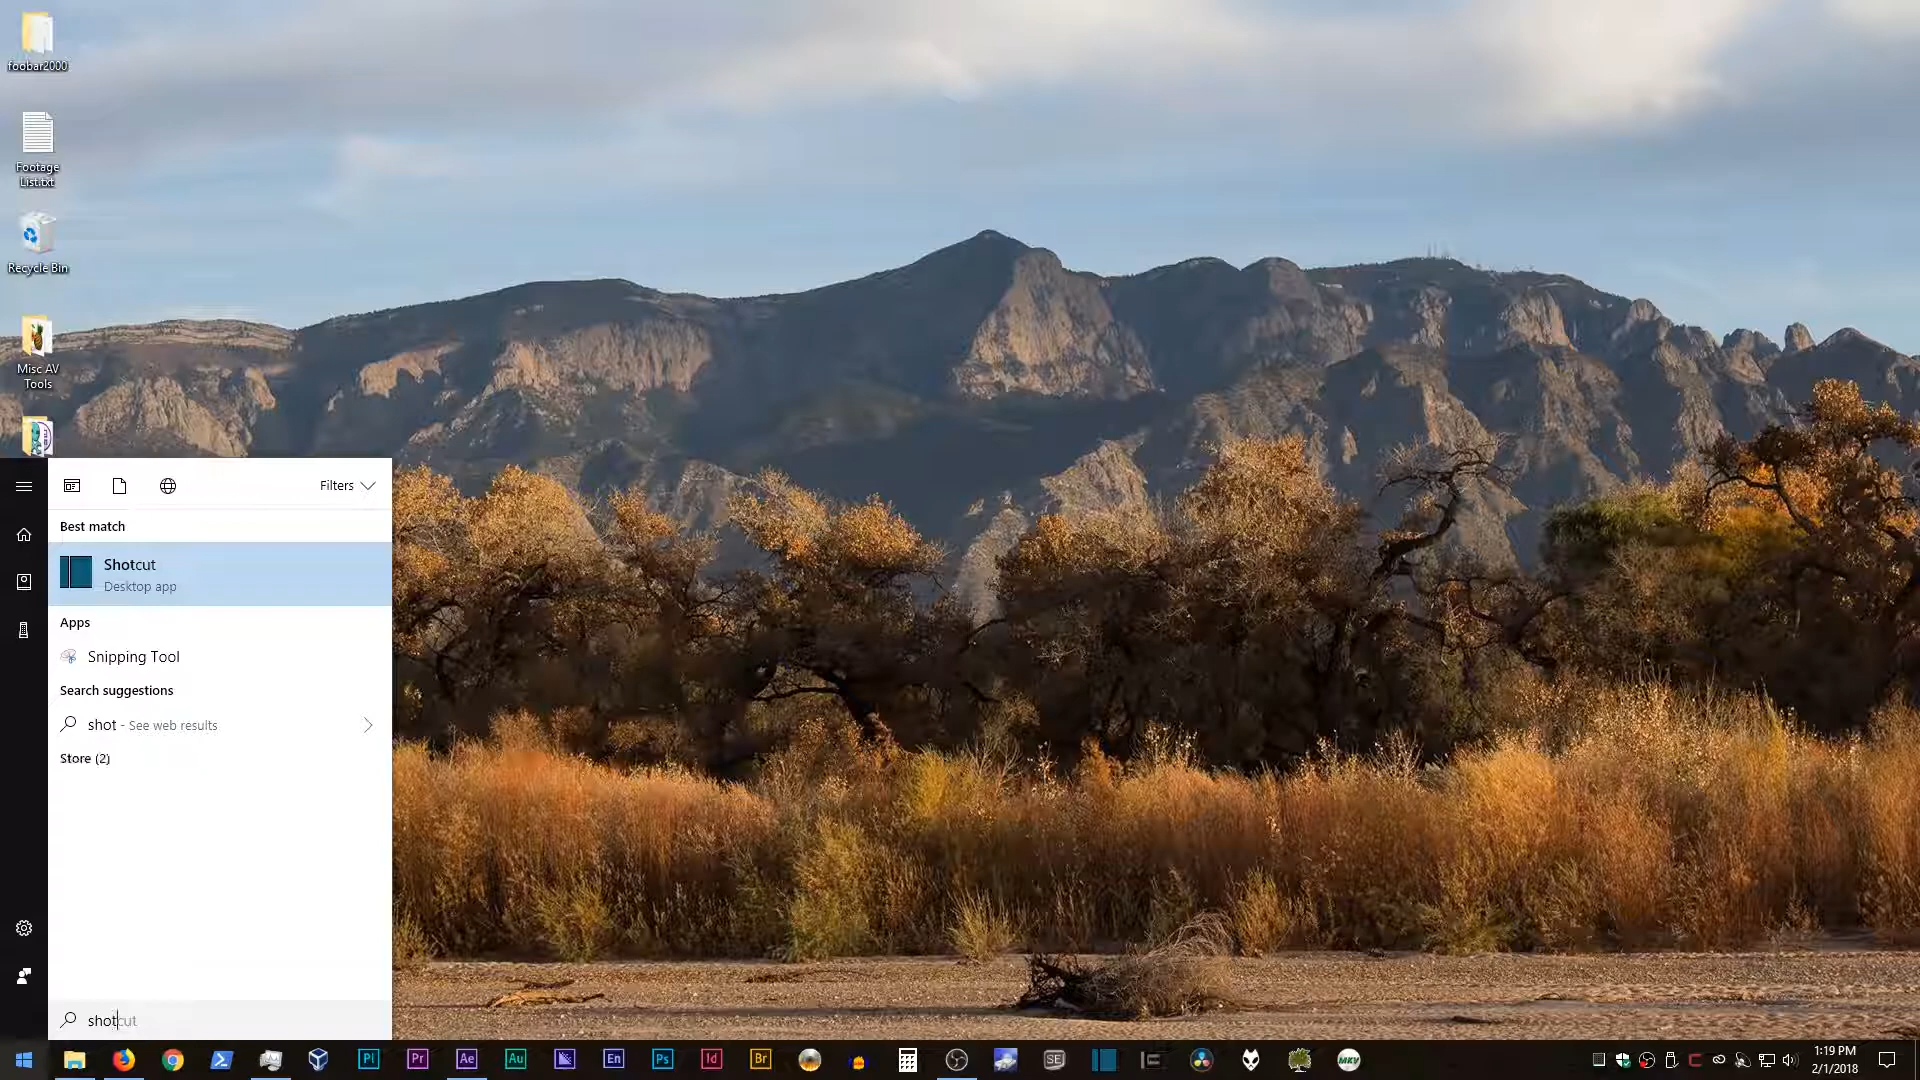 foobar2000
Footage
List.txt
Recycle Bin
Misc AV
Tools
Filters
Best match
Shotcut
Desktop app
Apps
Snipping Tool
Search suggestions
shot - See web results
Store (2)
shotcut
Pl
Pr
Ae
Au
En
Ps
Id
Br
SE
MKV
1:19 PM
2/1/2018